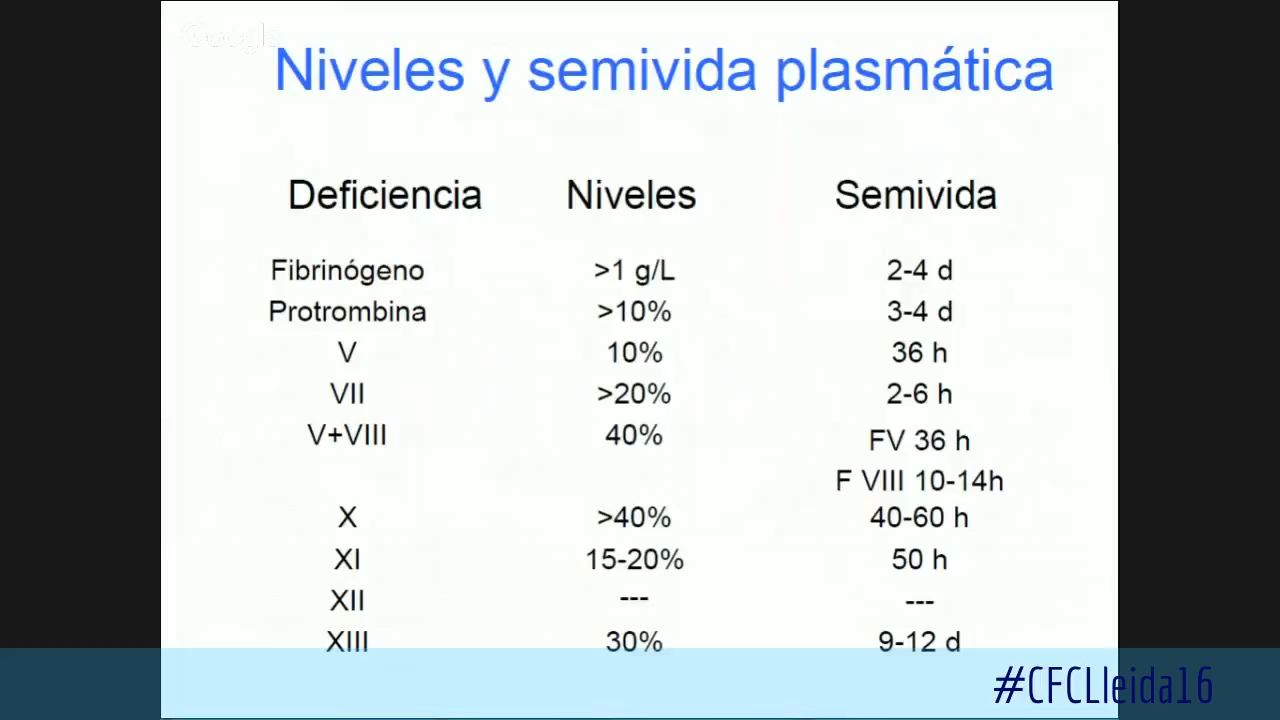 Google
Niveles y semivida plasmática
Deficiencia Niveles Semivida
Fibrinógeno >1 g/L 2-4 d
Protrombina >10% 3-4 d
V 10% 36 h
VII >20% 2-6 h
V+VIII 40% FV 36 h
F VIII 10-14h
X >40% 40-60 h
XI 15-20% 50 h
XII --- ---
XIII 30% 9-12 d
#CFCLleida16